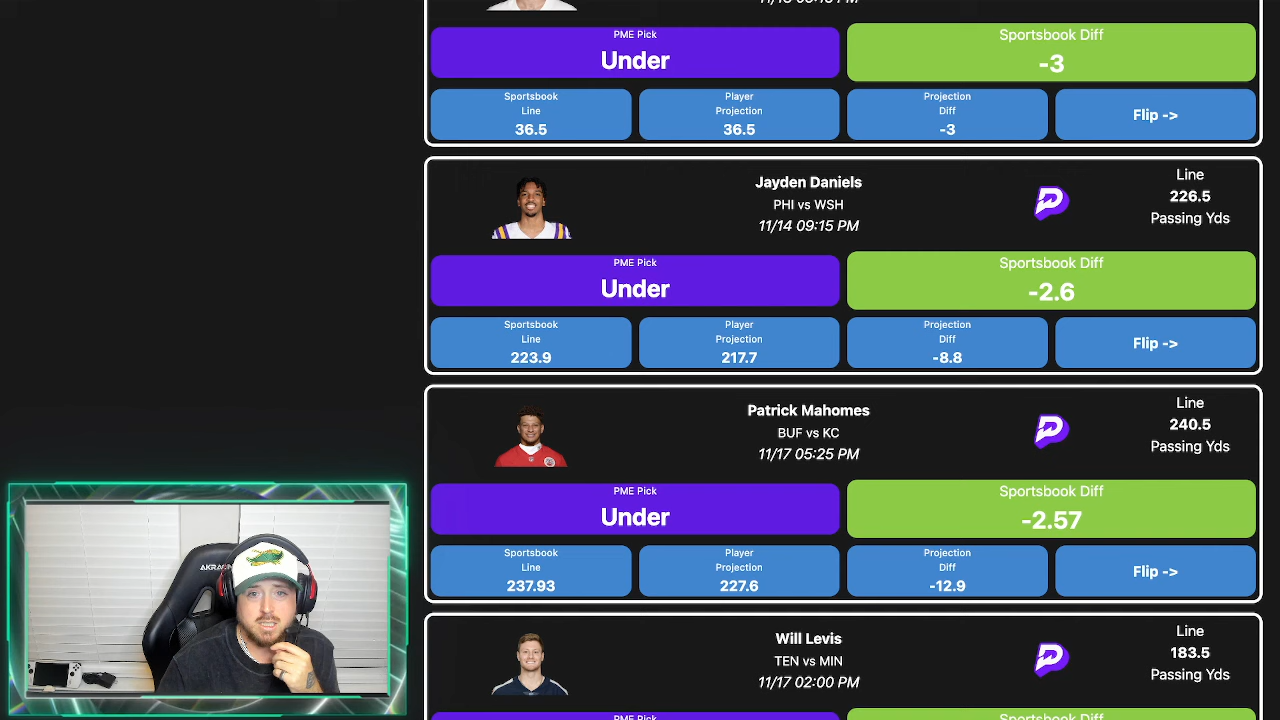 PME Pick
Under
Sportsbook Diff
-3
Sportsbook
Line
36.5
Player
Projection
36.5
Projection
Diff
-3
Flip ->
Jayden Daniels
PHI vs WSH
11/14 09:15 PM
Line
226.5
Passing Yds
PME Pick
Under
Sportsbook Diff
-2.6
Sportsbook
Line
223.9
Player
Projection
217.7
Projection
Diff
-8.8
Flip ->
Patrick Mahomes
BUF vs KC
11/17 05:25 PM
Line
240.5
Passing Yds
PME Pick
Under
Sportsbook Diff
-2.57
Sportsbook
Line
237.93
Player
Projection
227.6
Projection
Diff
-12.9
Flip ->
Will Levis
TEN vs MIN
11/17 02:00 PM
Line
183.5
Passing Yds
PME Pick
Sportsbook Diff